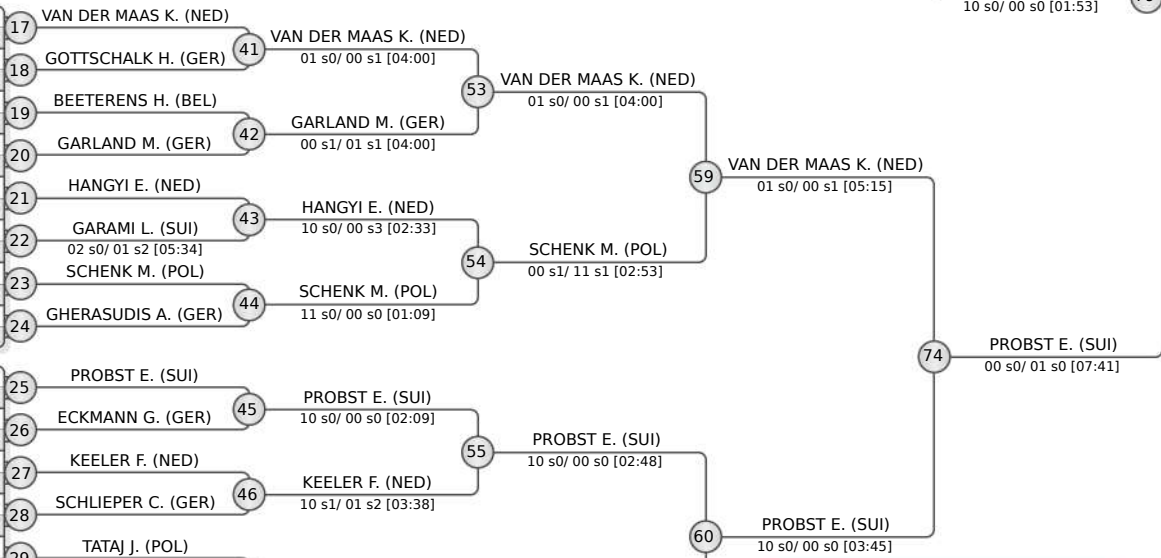 10 s0/ 00 s0 [01:53]
VAN DER MAAS K. (NED)
17
VAN DER MAAS K. (NED)
41
01 s0/ 00 s1 [04:00]
GOTTSCHALK H. (GER)
18
VAN DER MAAS K. (NED)
53
01 s0/ 00 s1 [04:00]
BEETERENS H. (BEL)
19
GARLAND M. (GER)
42
00 s1/ 01 s1 [04:00]
GARLAND M. (GER)
20
VAN DER MAAS K. (NED)
59
01 s0/ 00 s1 [05:15]
HANGYI E. (NED)
21
HANGYI E. (NED)
43
10 s0/ 00 s3 [02:33]
GARAMI L. (SUI)
22
02 s0/ 01 s2 [05:34]
SCHENK M. (POL)
54
00 s1/ 11 s1 [02:53]
SCHENK M. (POL)
23
SCHENK M. (POL)
44
11 s0/ 00 s0 [01:09]
GHERASUDIS A. (GER)
24
PROBST E. (SUI)
74
00 s0/ 01 s0 [07:41]
PROBST E. (SUI)
25
PROBST E. (SUI)
45
10 s0/ 00 s0 [02:09]
ECKMANN G. (GER)
26
PROBST E. (SUI)
55
10 s0/ 00 s0 [02:48]
KEELER F. (NED)
27
KEELER F. (NED)
46
10 s1/ 01 s2 [03:38]
SCHLIEPER C. (GER)
28
PROBST E. (SUI)
60
10 s0/ 00 s0 [03:45]
TATAJ J. (POL)
29